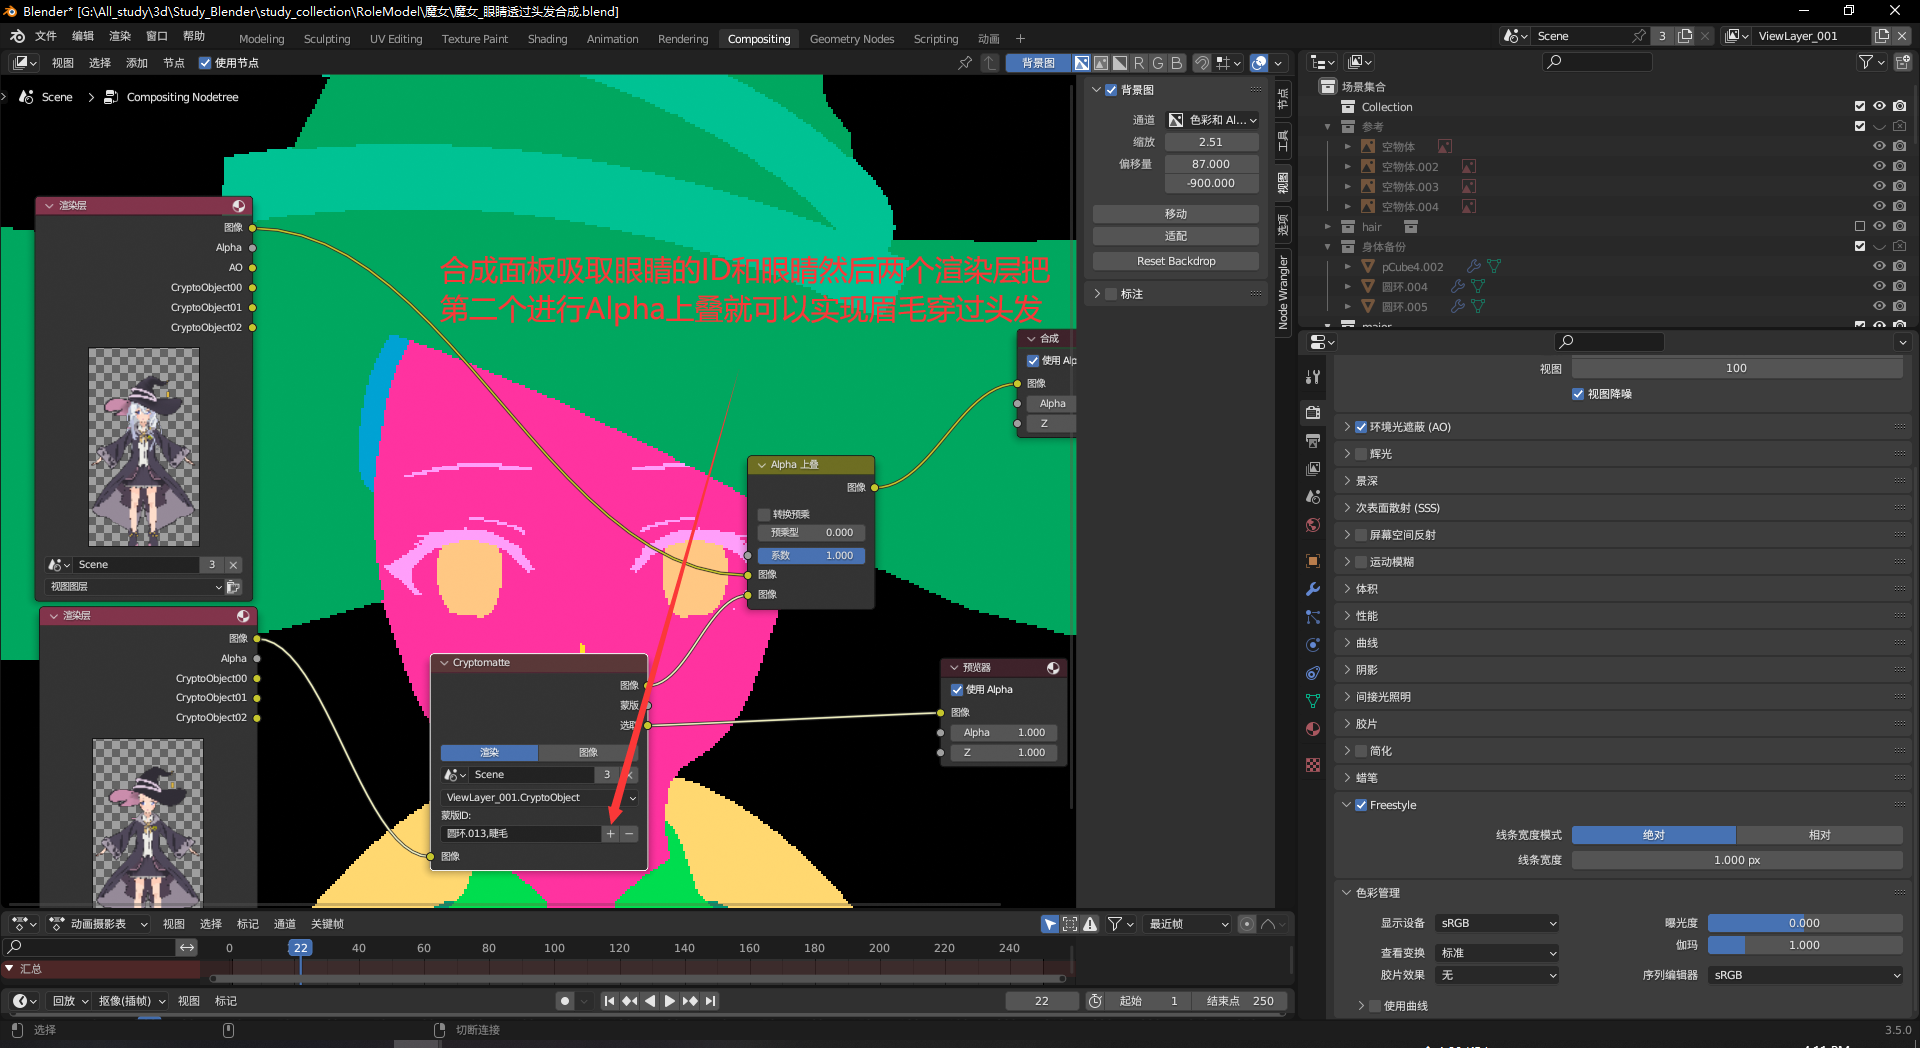 Blender* [G:\All_study\3d\Study_Blender\study_collection\RoleModel\魔女\魔女_眼睛透过头发合成.blend]
文件 编辑 渲染 窗口 帮助 Modeling Sculpting UV Editing Texture Paint Shading Animation Rendering Compositing Geometry Nodes Scripting 动画 + Scene 3 ViewLayer_001
视图 选择 添加 节点 使用节点 背景图 R G B
Scene > Compositing Nodetree
渲染层
图像
Alpha
AO
CryptoObject00
CryptoObject01
CryptoObject02
Scene 3
视图图层
渲染层
图像
Alpha
CryptoObject00
CryptoObject01
CryptoObject02
合成面板吸取眼睛的ID和眼睛然后两个渲染层把
第二个进行Alpha上叠就可以实现眉毛穿过头发
合成
使用 Alp
图像
Alpha
Z
Alpha 上叠
图像
转换预乘
预乘型 0.000
系数 1.000
图像
图像
Cryptomatte
图像
蒙版
渲染 图像
Scene 3
ViewLayer_001.CryptoObject
蒙版ID:
圆环.013,睫毛 + −
图像
预览器
使用 Alpha
图像
Alpha 1.000
Z 1.000
背景图
通道 色彩和 Al...
缩放 2.51
偏移量 87.000
-900.000
移动
适配
Reset Backdrop
标注
节点
工具
视图
选项
Node Wrangler
场景集合
Collection
参考
空物体
空物体.002
空物体.003
空物体.004
hair
身体备份
pCube4.002
圆环.004
圆环.005
视图 100
视图降噪
环境光遮蔽 (AO)
辉光
景深
次表面散射 (SSS)
屏幕空间反射
运动模糊
体积
性能
曲线
阴影
间接光照明
胶片
简化
蜡笔
Freestyle
线条宽度模式 绝对 相对
线条宽度 1.000 px
色彩管理
显示设备 sRGB 曝光度 0.000
伽玛 1.000
查看变换 标准
胶片效果 无 序列编辑器 sRGB
使用曲线
动画摄影表 视图 选择 标记 通道 关键帧 最近帧
0 22 40 60 80 100 120 140 160 180 200 220 240
汇总
回放 抠像(插帧) 视图 标记 22 起始 1 结束点 250
选择 切断连接 3.5.0